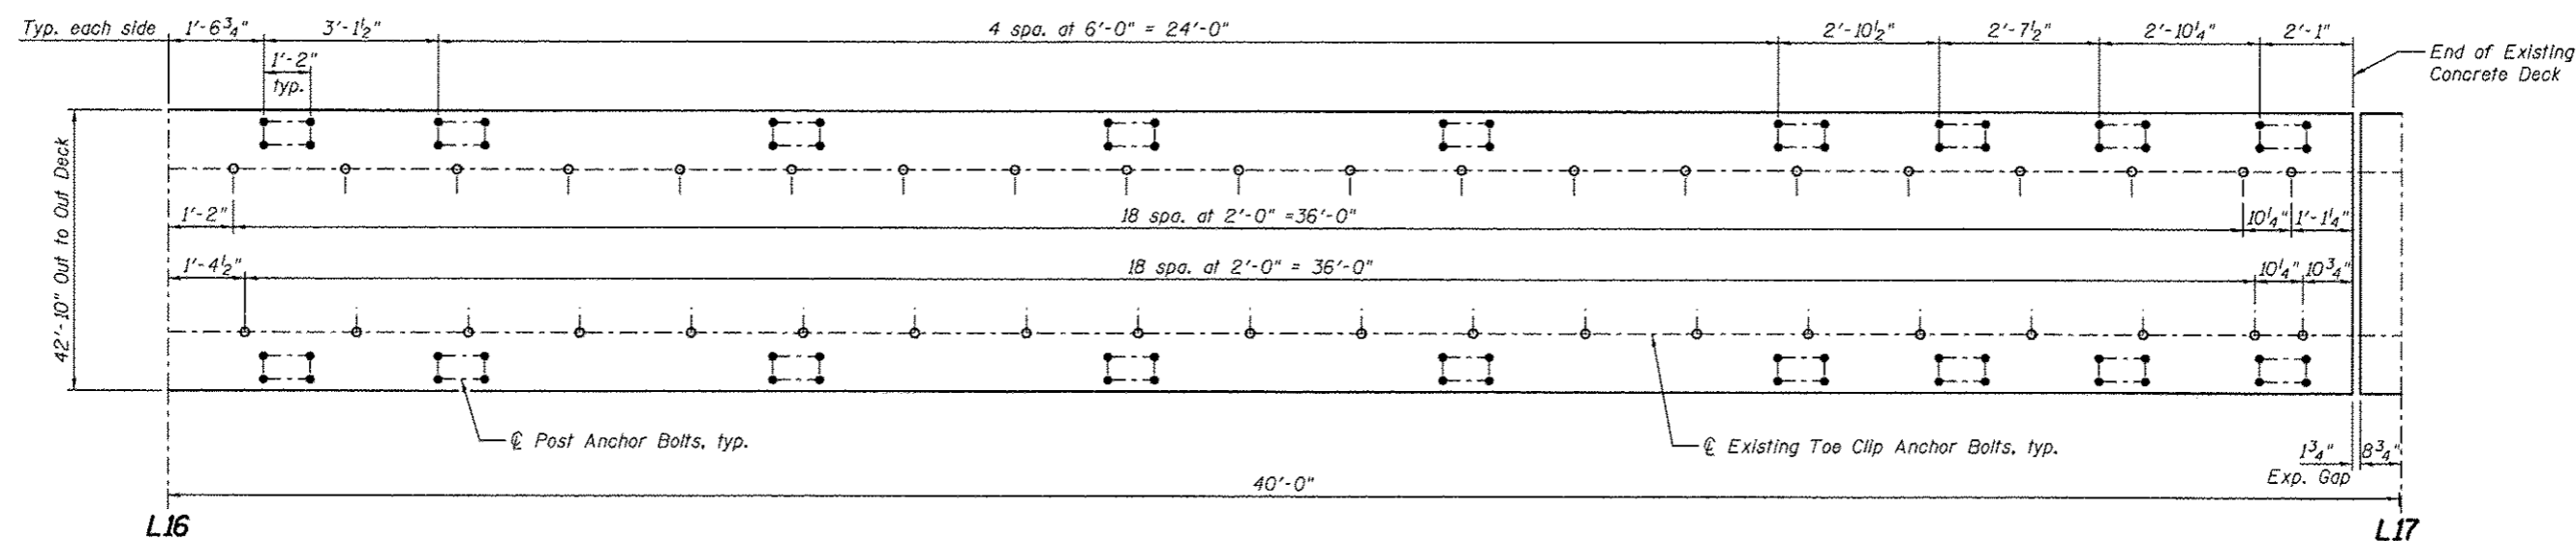 Typ. each side
1'-6¾"
3'-1½"
4 spa. at 6'-0" = 24'-0"
2'-10½"
2'-7½"
2'-10¼"
2'-1"
End of Existing
Concrete Deck
1'-2"
typ.
42'-10" Out to Out Deck
1'-2"
18 spa. at 2'-0" =36'-0"
10¼"
1'-1¼"
1'-4½"
18 spa. at 2'-0" = 36'-0"
10¼"
10¾"
℄ Post Anchor Bolts, typ.
℄ Existing Toe Clip Anchor Bolts, typ.
1¾"
Exp. Gap
8¾"
40'-0"
L16
L17